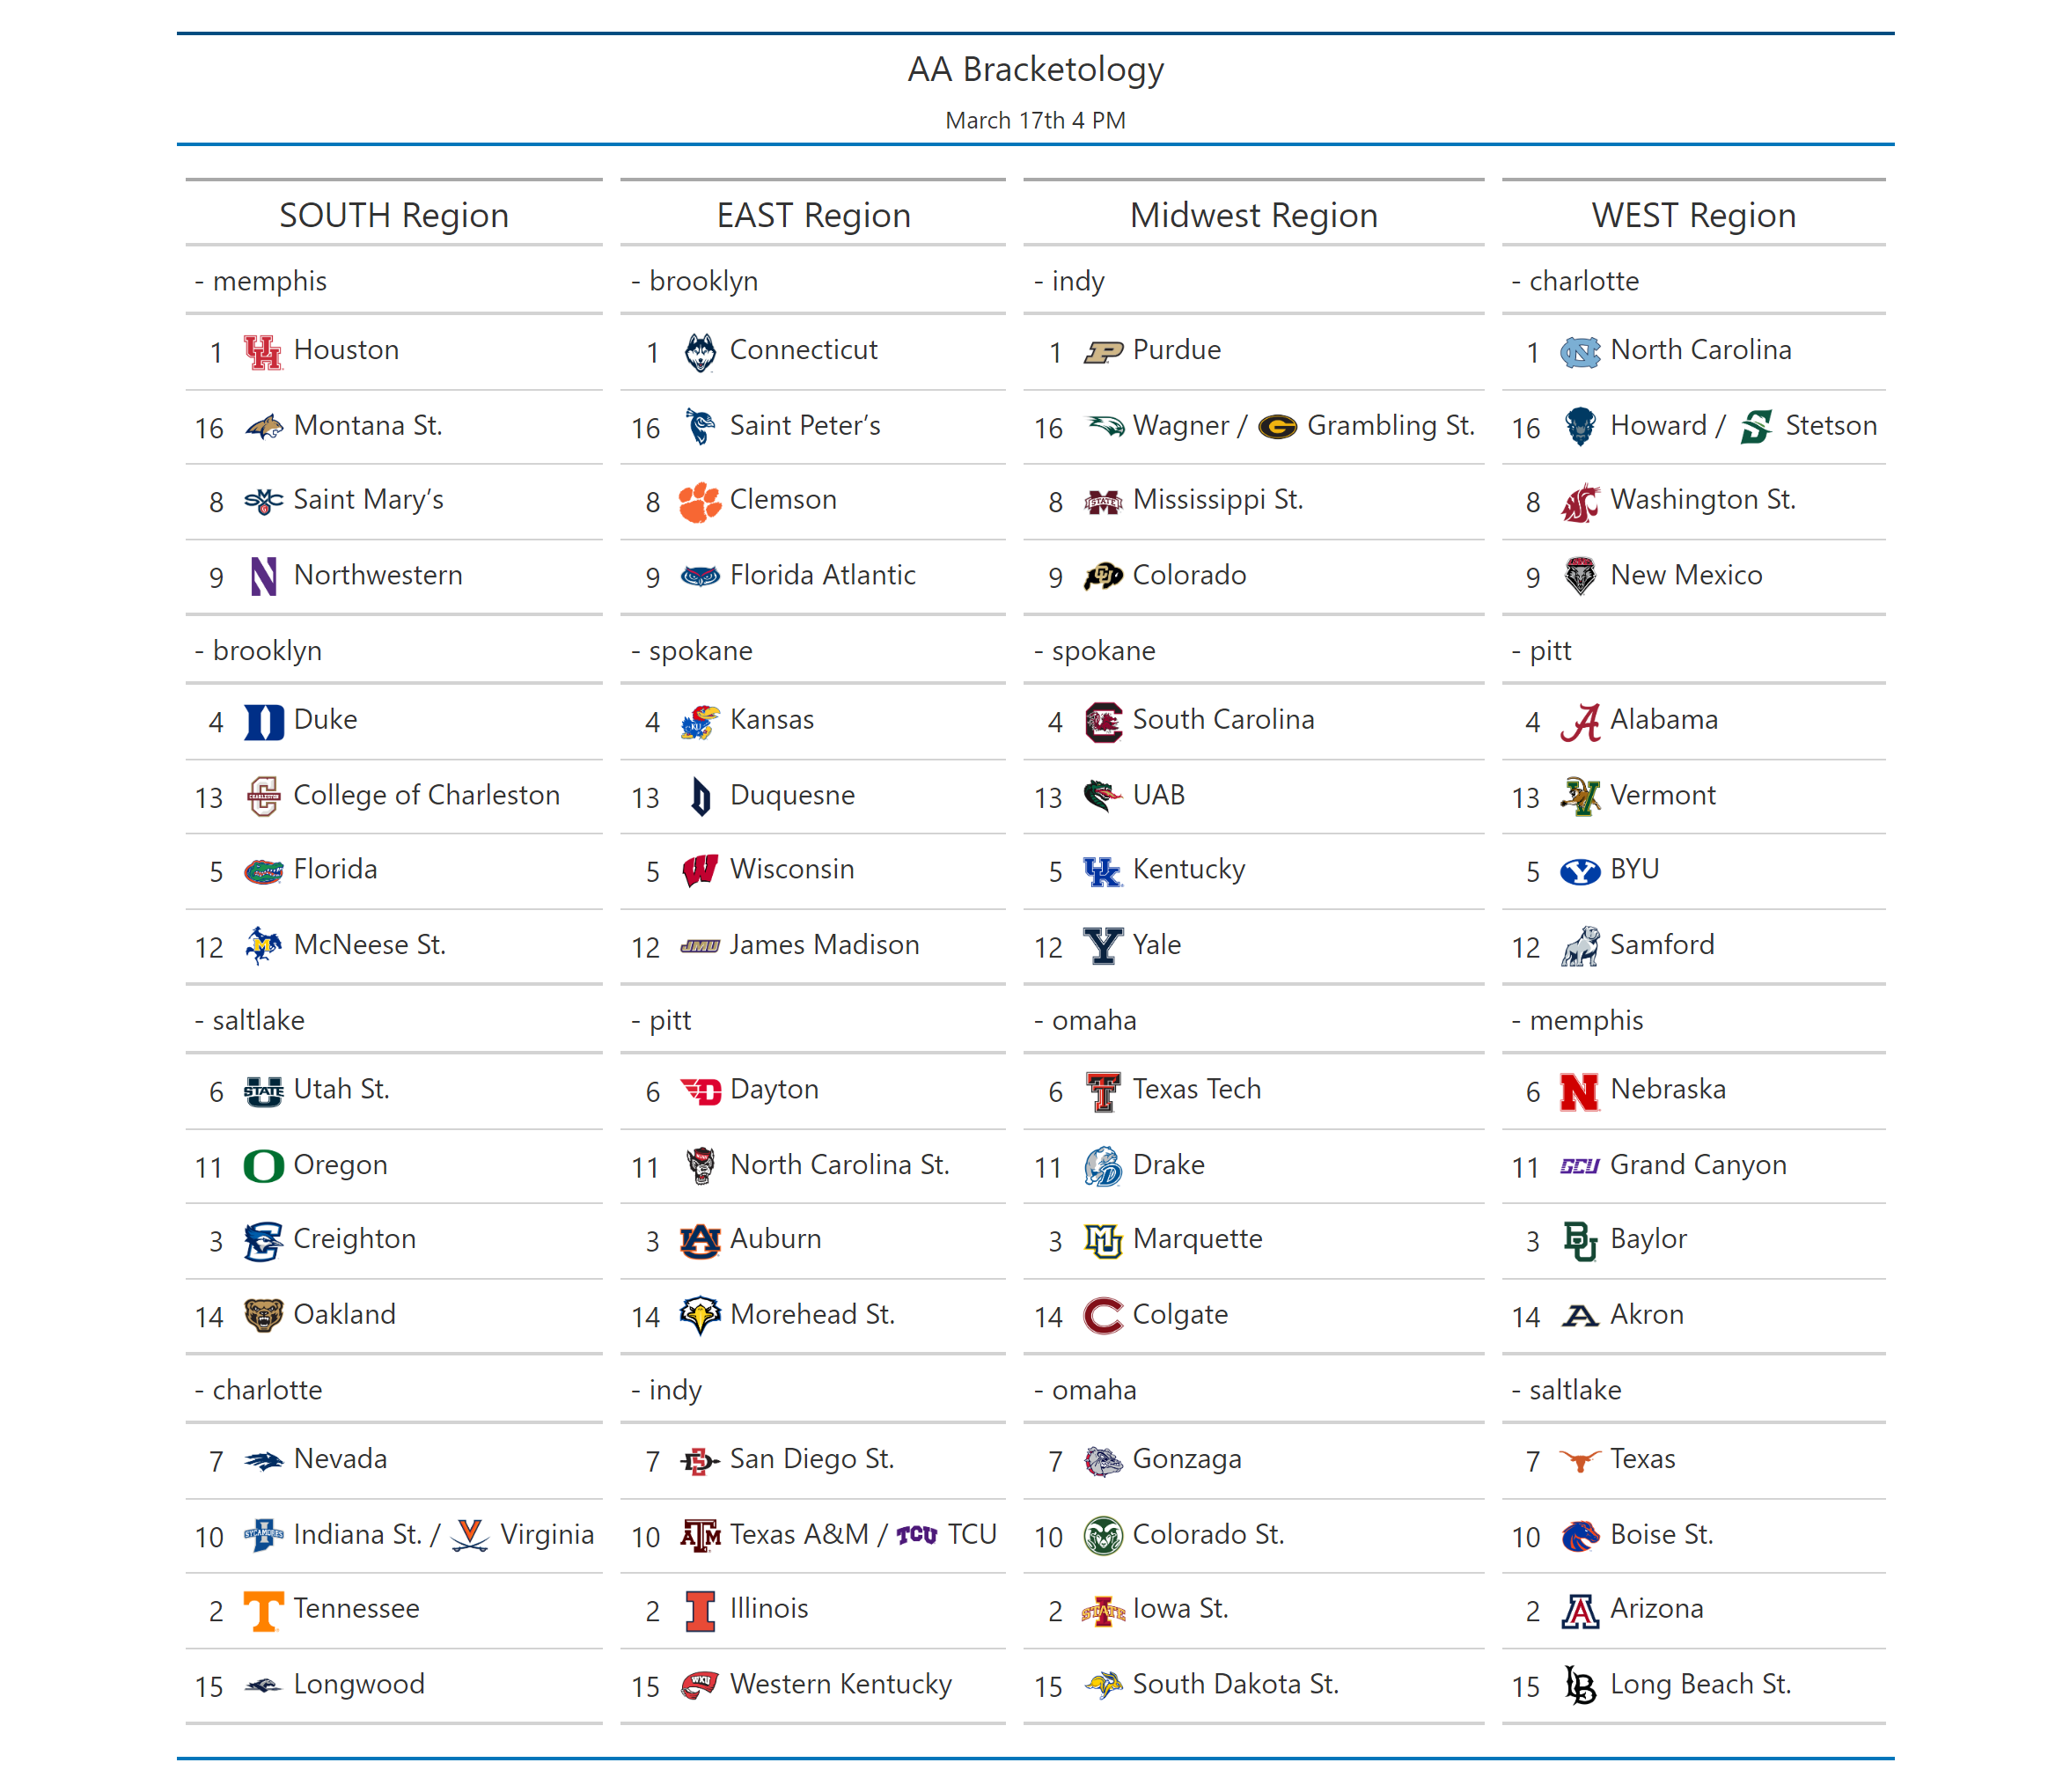 AA Bracketology
March 17th 4 PM
SOUTH Region
- memphis
1 Houston
16 Montana St.
8 Saint Mary’s
9 Northwestern
- brooklyn
4 Duke
13 College of Charleston
5 Florida
12 McNeese St.
- saltlake
6 Utah St.
11 Oregon
3 Creighton
14 Oakland
- charlotte
7 Nevada
10 Indiana St. / Virginia
2 Tennessee
15 Longwood
EAST Region
- brooklyn
1 Connecticut
16 Saint Peter’s
8 Clemson
9 Florida Atlantic
- spokane
4 Kansas
13 Duquesne
5 Wisconsin
12 James Madison
- pitt
6 Dayton
11 North Carolina St.
3 Auburn
14 Morehead St.
- indy
7 San Diego St.
10 Texas A&M / TCU
2 Illinois
15 Western Kentucky
Midwest Region
- indy
1 Purdue
16 Wagner / Grambling St.
8 Mississippi St.
9 Colorado
- spokane
4 South Carolina
13 UAB
5 Kentucky
12 Yale
- omaha
6 Texas Tech
11 Drake
3 Marquette
14 Colgate
- omaha
7 Gonzaga
10 Colorado St.
2 Iowa St.
15 South Dakota St.
WEST Region
- charlotte
1 North Carolina
16 Howard / Stetson
8 Washington St.
9 New Mexico
- pitt
4 Alabama
13 Vermont
5 BYU
12 Samford
- memphis
6 Nebraska
11 Grand Canyon
3 Baylor
14 Akron
- saltlake
7 Texas
10 Boise St.
2 Arizona
15 Long Beach St.